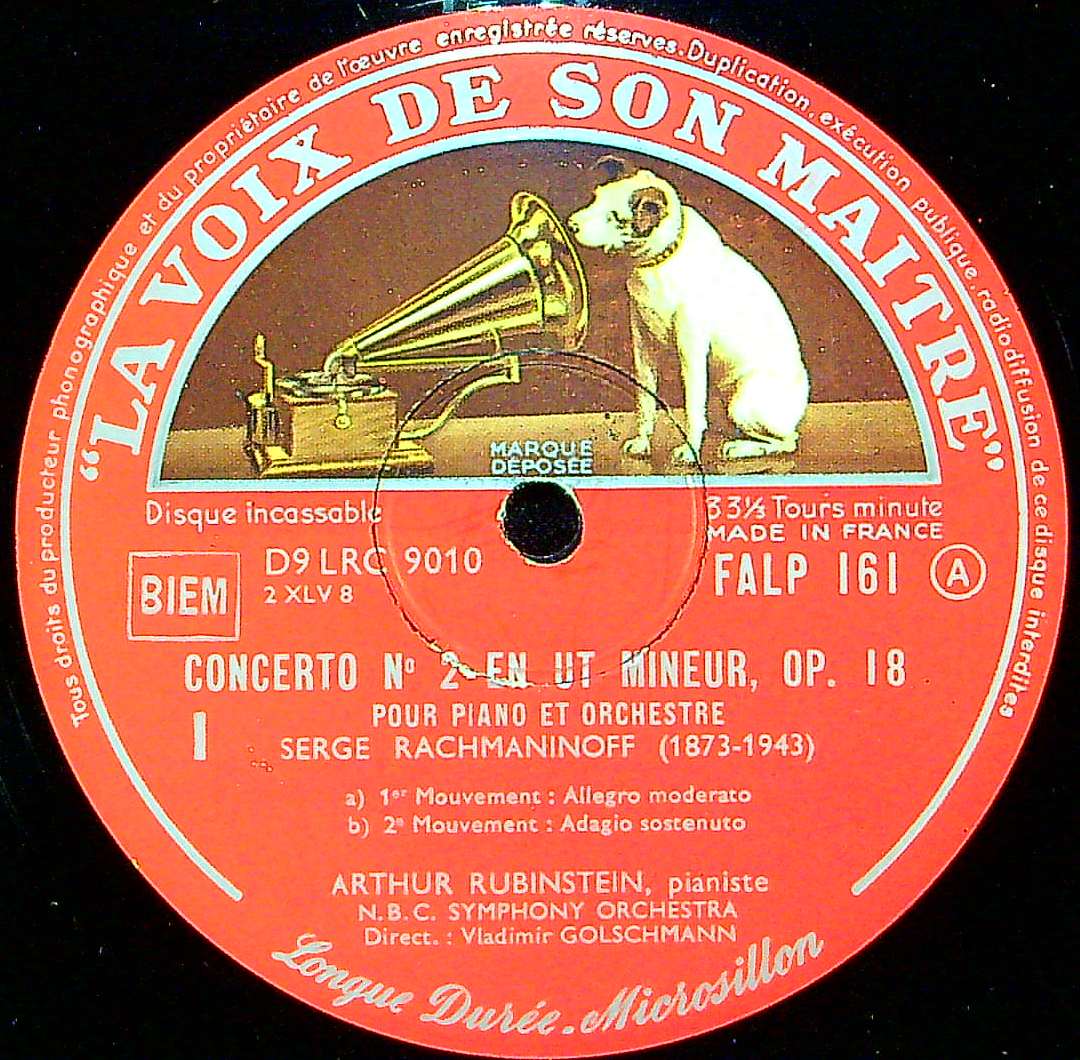 Tous droits du producteur phonographique et du propriétaire de l'œuvre enregistrée réservés. Duplication, exécution publique, radiodiffusion de ce disque interdites
"LA VOIX DE SON MAITRE"
MARQUE
DÉPOSÉE
Disque incassable
33⅓ Tours minute
MADE IN FRANCE
BIEM
D9 LRC 9010
2 XLV 8
FALP 161
A
CONCERTO Nº 2 EN UT MINEUR, OP. 18
POUR PIANO ET ORCHESTRE
I
SERGE RACHMANINOFF (1873-1943)
a) 1er Mouvement : Allegro moderato
b) 2e Mouvement : Adagio sostenuto
ARTHUR RUBINSTEIN, pianiste
N.B.C. SYMPHONY ORCHESTRA
Direct. : Vladimir GOLSCHMANN
Longue Durée-Microsillon